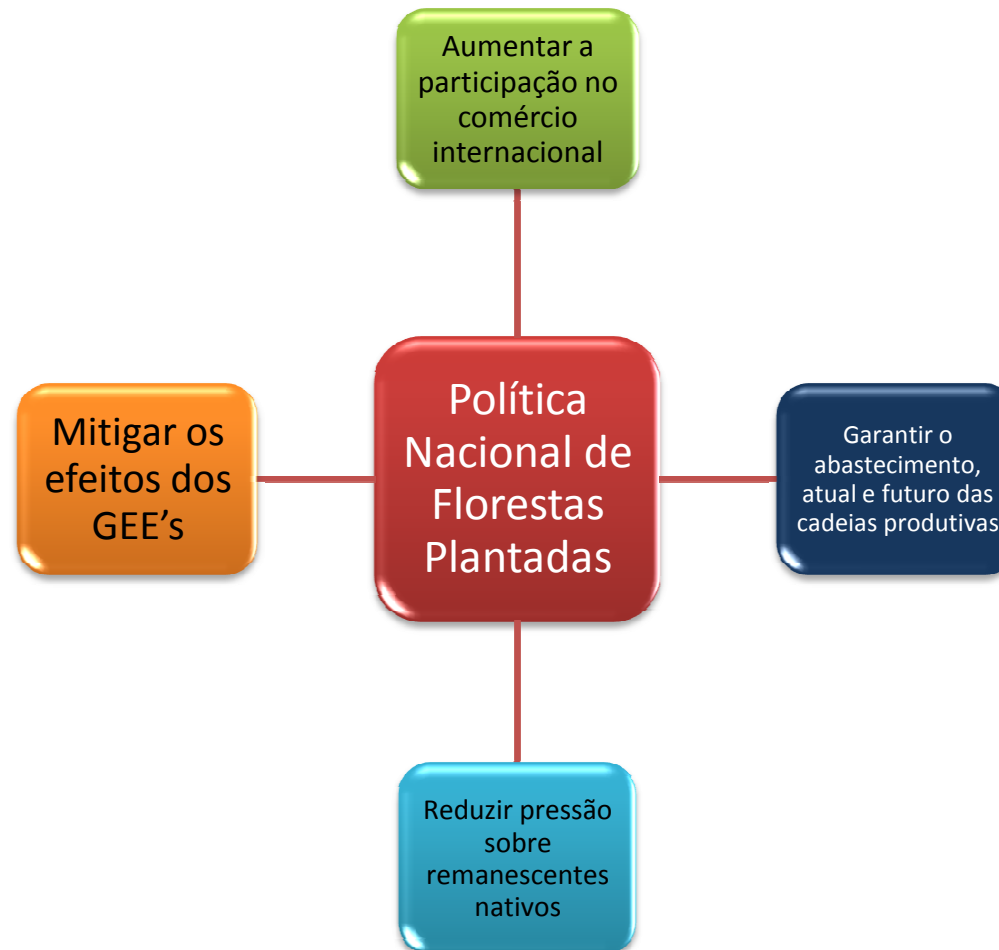 Aumentar a
participação no
comércio
internacional
Mitigar os
efeitos dos
GEE’s
Política
Nacional de
Florestas
Plantadas
Garantir o
abastecimento,
atual e futuro das
cadeias produtivas
Reduzir pressão
sobre
remanescentes
nativos